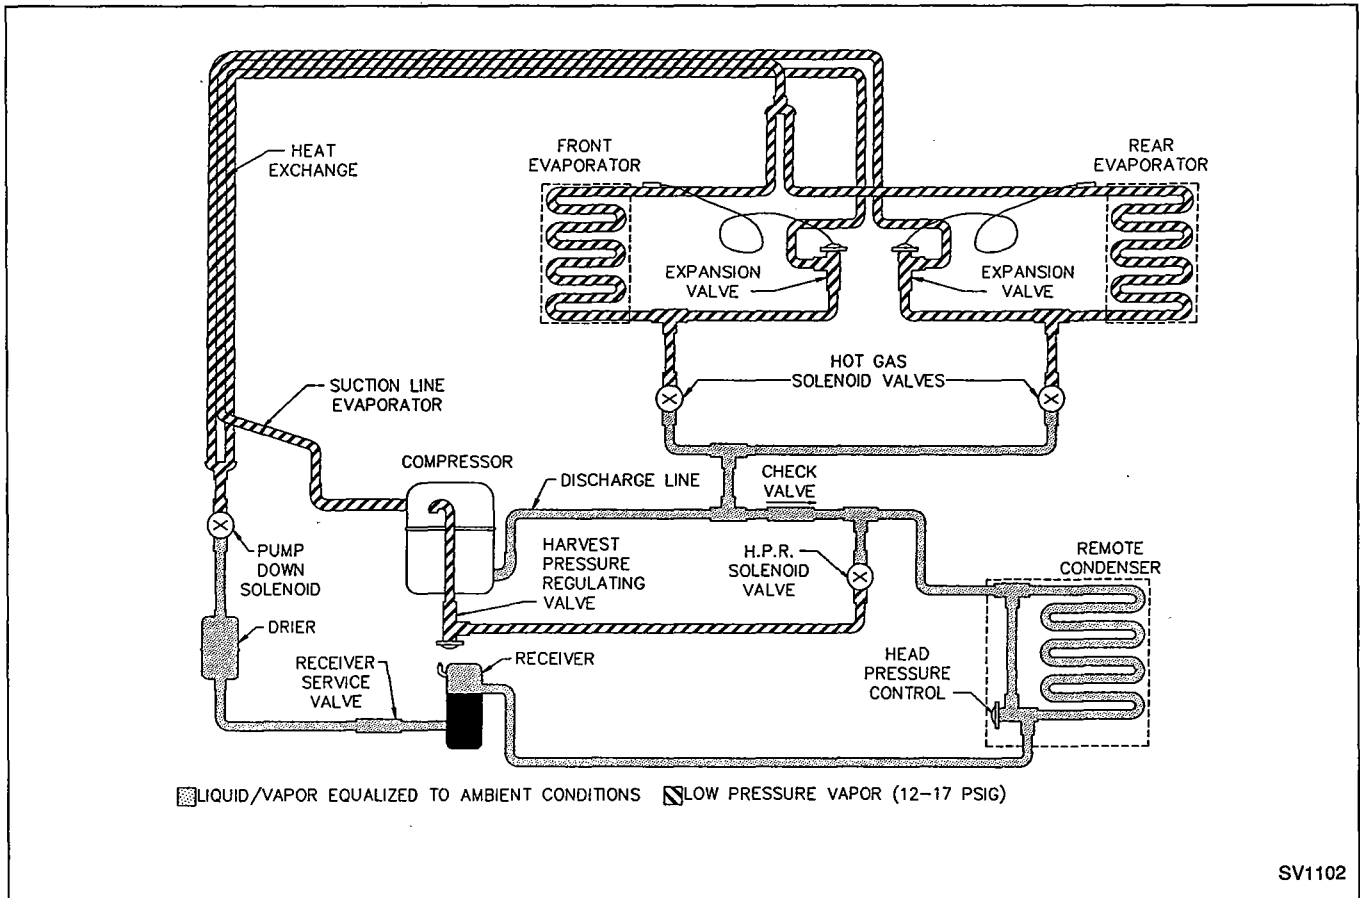 HEAT
EXCHANGE
FRONT
EVAPORATOR
REAR
EVAPORATOR
EXPANSION
VALVE
EXPANSION
VALVE
HOT GAS
SOLENOID VALVES
SUCTION LINE
EVAPORATOR
COMPRESSOR
DISCHARGE LINE
CHECK
VALVE
PUMP
DOWN
SOLENOID
HARVEST
PRESSURE
REGULATING
VALVE
H.P.R.
SOLENOID
VALVE
REMOTE
CONDENSER
DRIER
RECEIVER
SERVICE
VALVE
RECEIVER
HEAD
PRESSURE
CONTROL
LIQUID/VAPOR EQUALIZED TO AMBIENT CONDITIONS
LOW PRESSURE VAPOR (12-17 PSIG)
SV1102